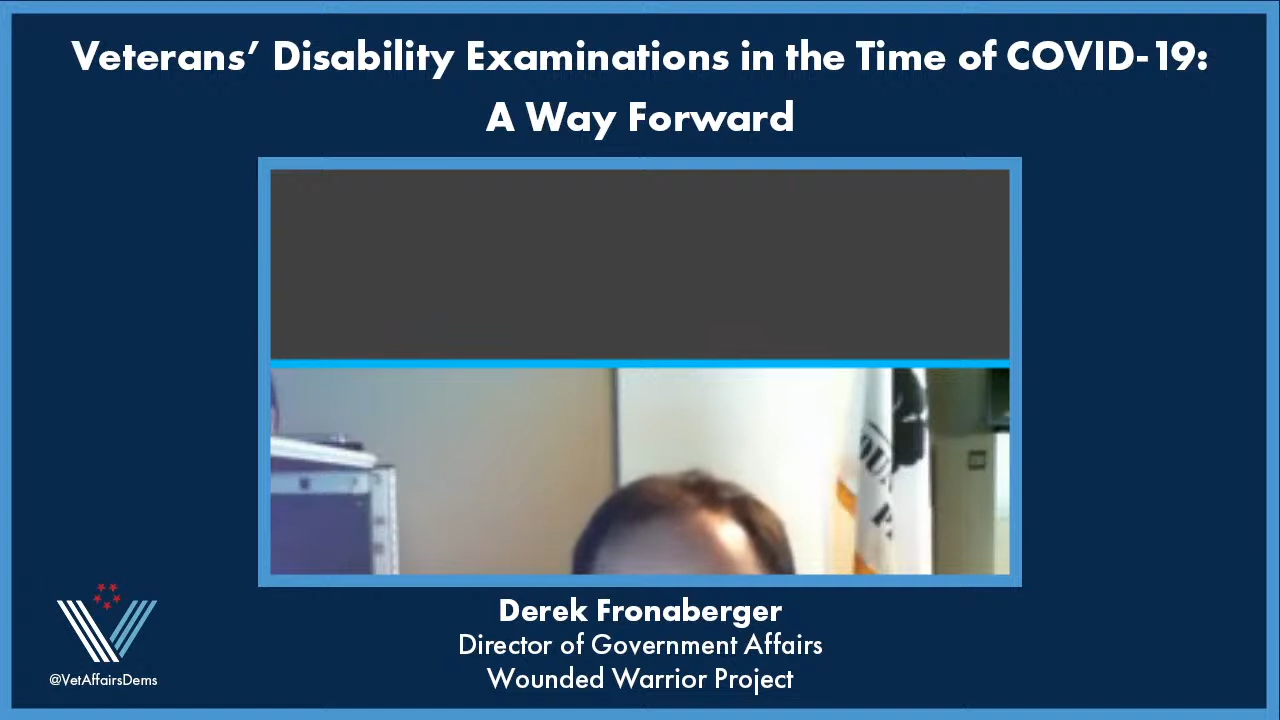 Veterans’ Disability Examinations in the Time of COVID-19:
A Way Forward
Derek Fronaberger
Director of Government Affairs
Wounded Warrior Project
@VetAffairsDems